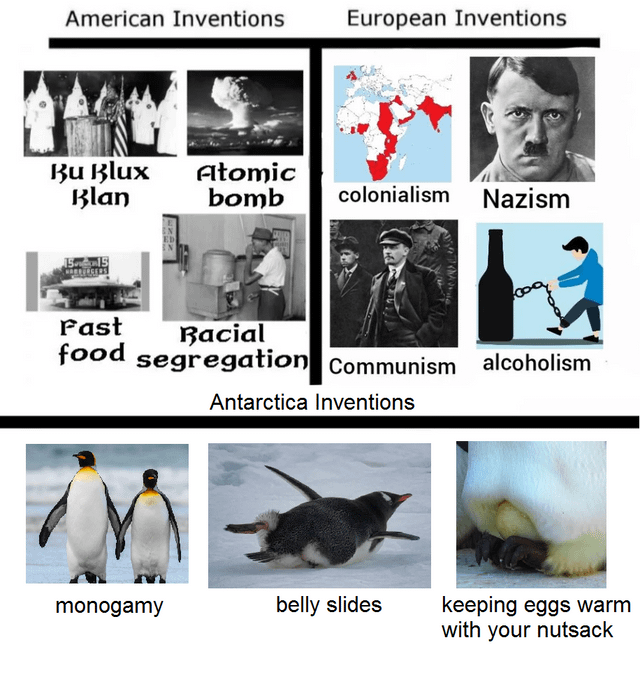 American Inventions
European Inventions
Ku Klux
Klan
Atomic
bomb
colonialism
Nazism
15
15
HAMBURGERS
Fast
food
Racial
segregation
Communism
alcoholism
Antarctica Inventions
monogamy
belly slides
keeping eggs warm
with your nutsack